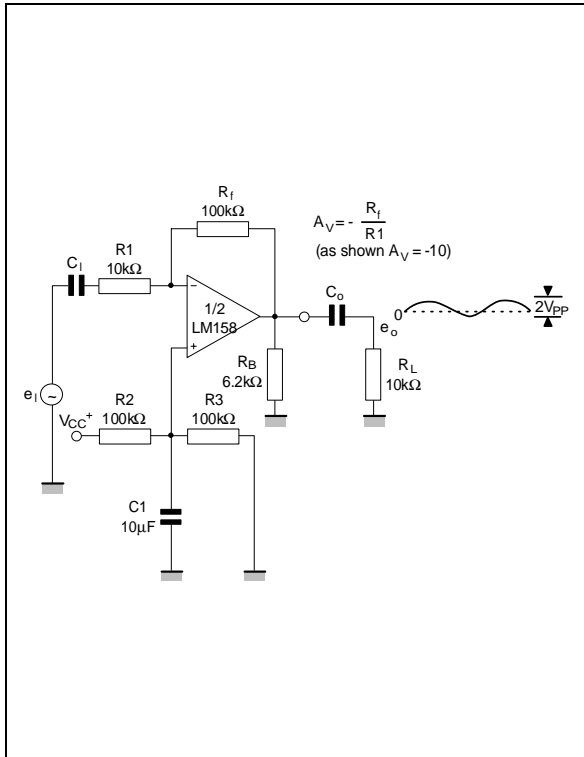 R_f
100kΩ
A_V = - R_f / R1
(as shown A_V = -10)
C_I
R1
10kΩ
−
1/2
LM158
+
C_o
0
2V_PP
e_o
R_B
6.2kΩ
R_L
10kΩ
e_I
~
V_CC+
R2
100kΩ
R3
100kΩ
C1
10μF